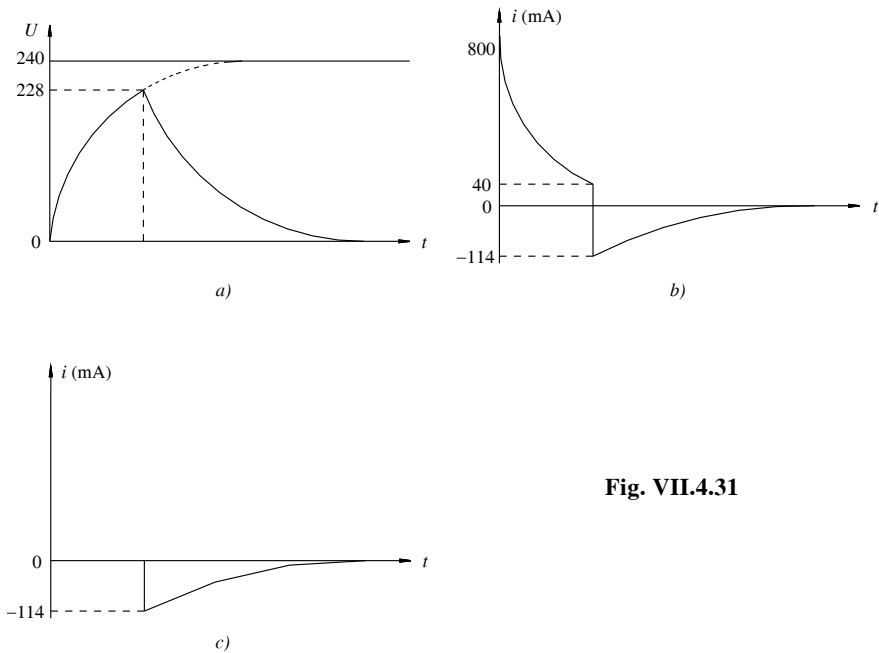 U
240
228
0
t
a)
i (mA)
800
40
0
−114
t
b)
i (mA)
0
−114
t
c)
Fig. VII.4.31